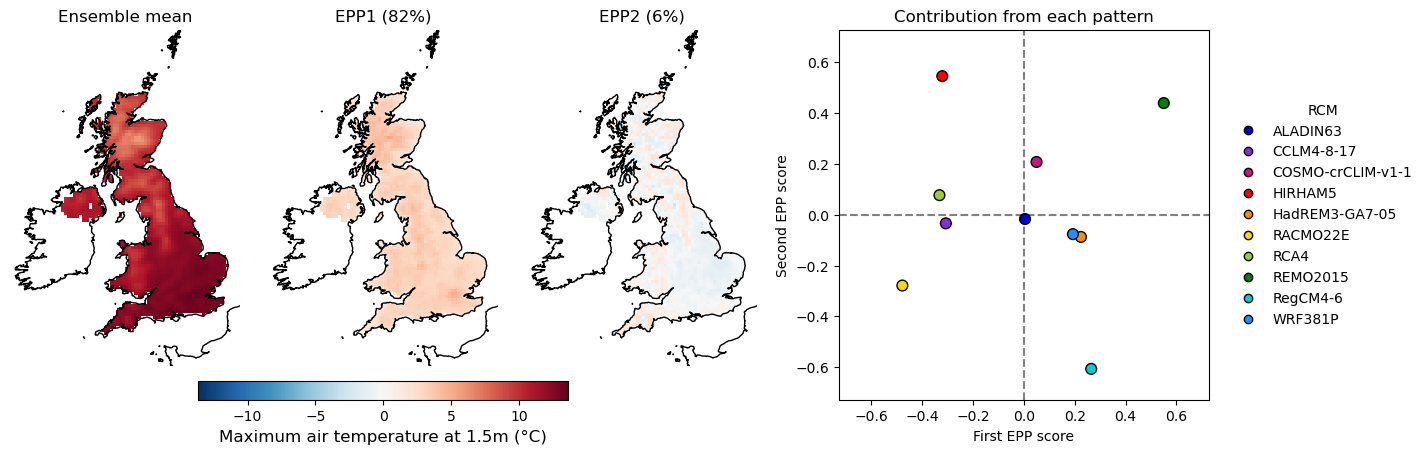 Ensemble mean
EPP1 (82%)
EPP2 (6%)
−10 −5 0 5 10
Maximum air temperature at 1.5m (°C)
Contribution from each pattern
Second EPP score
0.6
0.4
0.2
0.0
−0.2
−0.4
−0.6
−0.6 −0.4 −0.2 0.0 0.2 0.4 0.6
First EPP score
RCM
ALADIN63
CCLM4-8-17
COSMO-crCLIM-v1-1
HIRHAM5
HadREM3-GA7-05
RACMO22E
RCA4
REMO2015
RegCM4-6
WRF381P